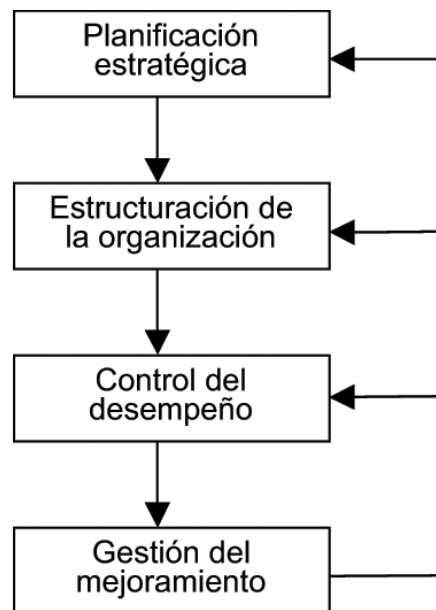 Planificación
estratégica
Estructuración de
la organización
Control del
desempeño
Gestión del
mejoramiento